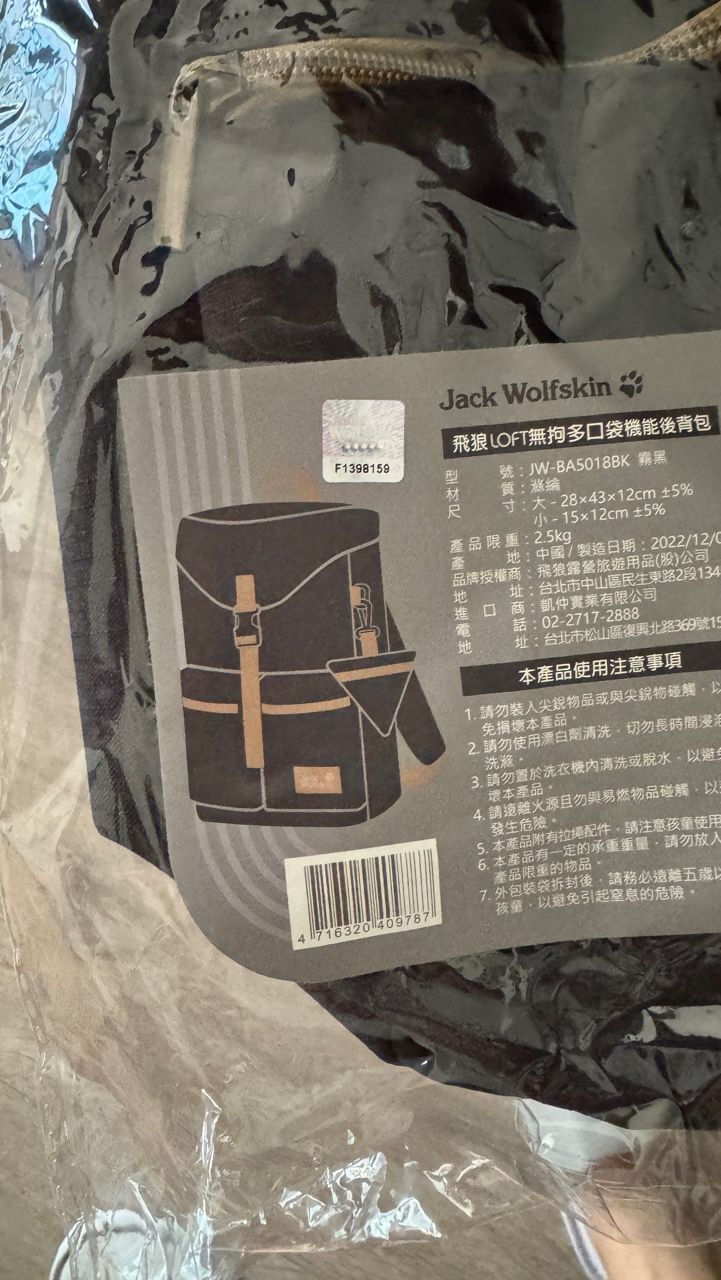 Jack Wolfskin
飛狼LOFT無拘多口袋機能後背包
型號：JW-BA5018BK 霧黑
材質：滌綸
尺寸：大 - 28×43×12cm ±5%
小 - 15×12cm ±5%
產品限重：2.5kg
產地：中國 / 製造日期：2022/12/0
品牌授權商：飛狼露營旅遊用品(股)公司
地址：台北市中山區民生東路2段134
進口商：凱仲實業有限公司
電話：02-2717-2888
地址：台北市松山區復興北路369號15
本產品使用注意事項
1. 請勿裝入尖銳物品或與尖銳物碰觸，以
免損壞本產品。
2. 請勿使用漂白劑清洗，切勿長時間浸泡
洗滌。
3. 請勿置於洗衣機內清洗或脫水，以避免
壞本產品。
4. 請遠離火源且勿與易燃物品碰觸，以
發生危險。
5. 本產品附有拉繩配件，請注意孩童使用
6. 本產品有一定的承重重量，請勿放入
產品限重的物品。
7. 外包裝袋拆封後，請務必遠離五歲以
孩童，以避免引起窒息的危險。
F1398159
4 716320 409787